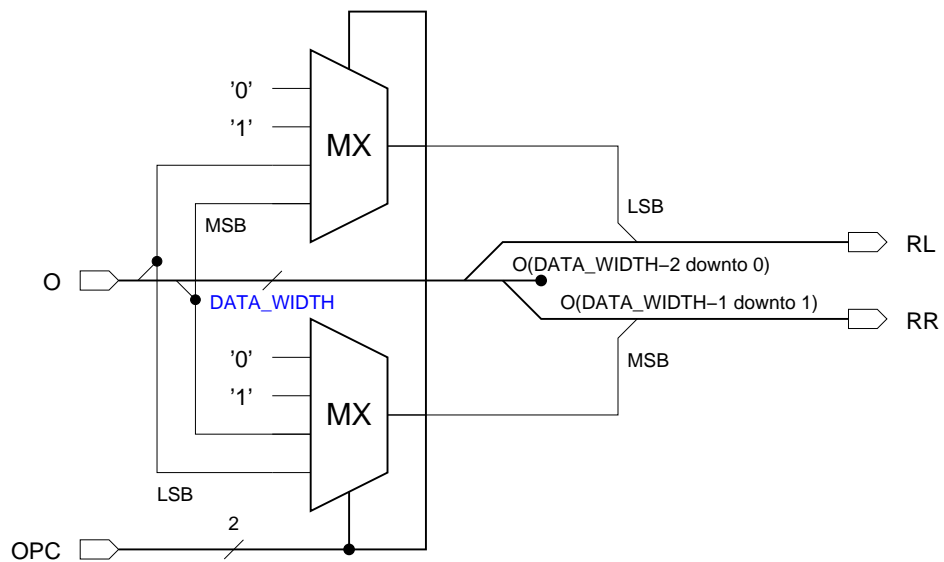 ’0’
’1’
MX
MSB
LSB
RL
O
O(DATA_WIDTH−2 downto 0)
DATA_WIDTH
O(DATA_WIDTH−1 downto 1)
RR
’0’
’1’
MX
MSB
LSB
2
OPC